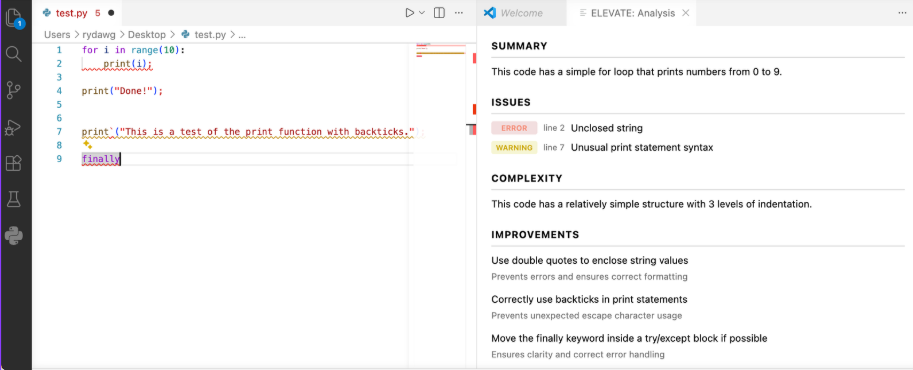 test.py 5
Welcome
ELEVATE: Analysis
Users > rydawg > Desktop > test.py > ...
1
1 for i in range(10):
2 print(i);
3
4 print("Done!");
5
6
7 print`("This is a test of the print function with backticks."
8
9 finally
SUMMARY
This code has a simple for loop that prints numbers from 0 to 9.
ISSUES
ERROR line 2 Unclosed string
WARNING line 7 Unusual print statement syntax
COMPLEXITY
This code has a relatively simple structure with 3 levels of indentation.
IMPROVEMENTS
Use double quotes to enclose string values
Prevents errors and ensures correct formatting
Correctly use backticks in print statements
Prevents unexpected escape character usage
Move the finally keyword inside a try/except block if possible
Ensures clarity and correct error handling